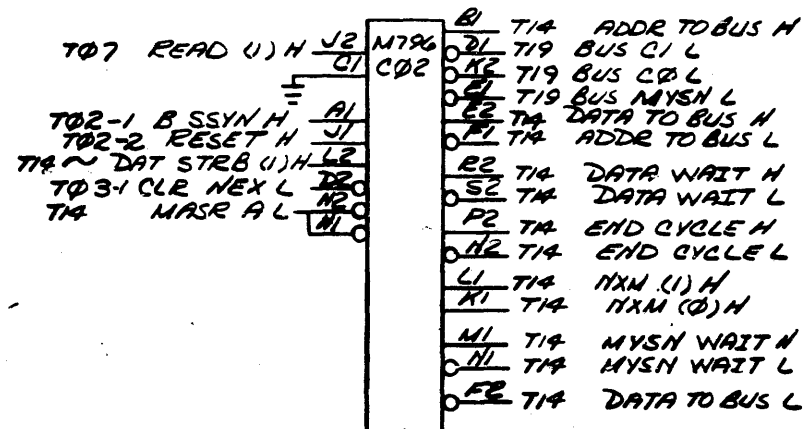 B1 T14 ADDR TO BUS H
TØ7 READ (1) H J2 M796 D1 T19 BUS C1 L
C1 CØ2 K2 T19 BUS CØ L
E1 T19 BUS MYSN L
TØ2-1 B SSYN H A1 E2 T14 DATA TO BUS H
TØ2-2 RESET H J1 F1 T14 ADDR TO BUS L
T14 ~ DAT STRB (1) H L2 R2 T14 DATA WAIT H
TØ3-1 CLR NEX L D2 S2 T14 DATA WAIT L
T14 MASR A L N2 P2 T14 END CYCLE H
N1 H2 T14 END CYCLE L
L1 T14 NXM (1) H
K1 T14 NXM (Ø) H
M1 T14 MYSN WAIT H
N1 T14 MYSN WAIT L
F2 T14 DATA TO BUS L